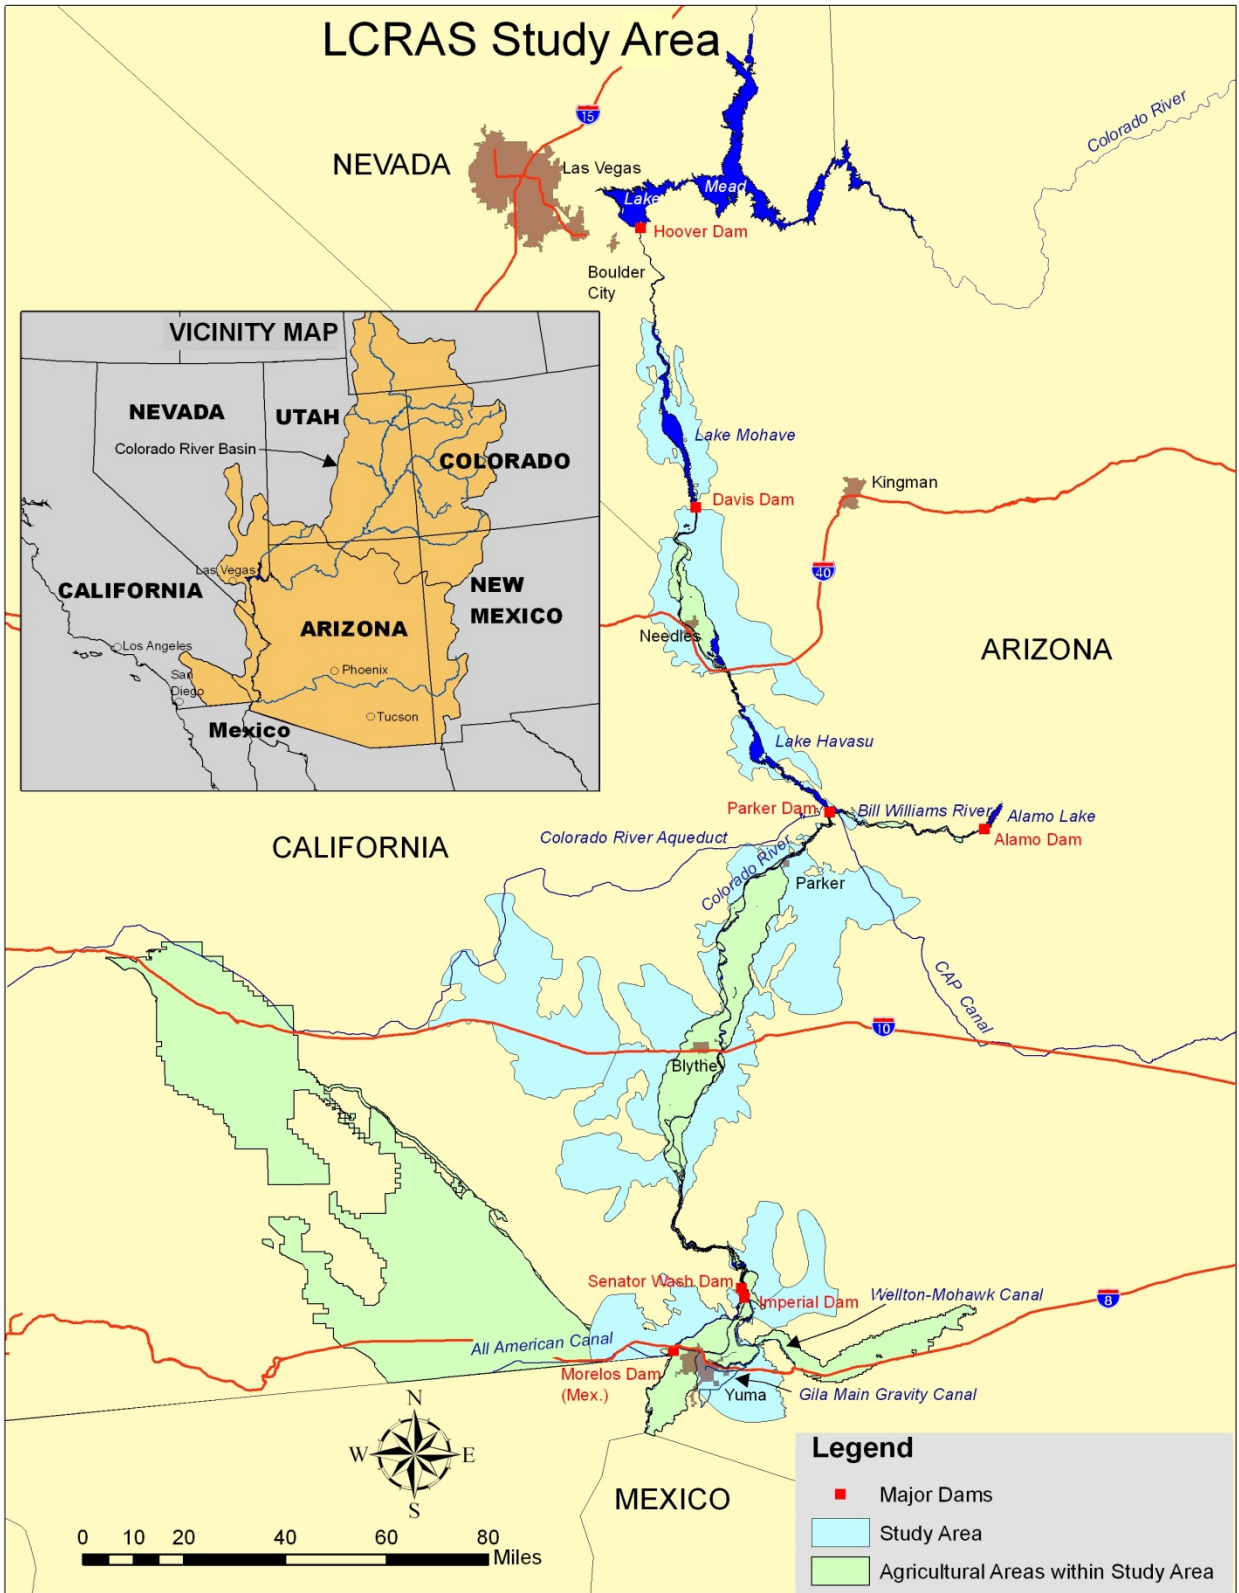 LCRAS Study Area
15
Colorado River
NEVADA
Las Vegas
Lake Mead
Hoover Dam
Boulder
City
VICINITY MAP
NEVADA
UTAH
Colorado River Basin
COLORADO
Las Vegas
CALIFORNIA
NEW
MEXICO
ARIZONA
Los Angeles
Phoenix
San
Diego
Tucson
Mexico
Lake Mohave
Davis Dam
Kingman
40
Needles
ARIZONA
Lake Havasu
Parker Dam
Bill Williams River
Alamo Lake
Alamo Dam
CALIFORNIA
Colorado River Aqueduct
Colorado River
Parker
CAP Canal
10
Blythe
Senator Wash Dam
Imperial Dam
Wellton-Mohawk Canal
8
All American Canal
Morelos Dam
(Mex.)
Yuma
Gila Main Gravity Canal
N
W E
S
MEXICO
0 10 20 40 60 80
Miles
Legend
Major Dams
Study Area
Agricultural Areas within Study Area